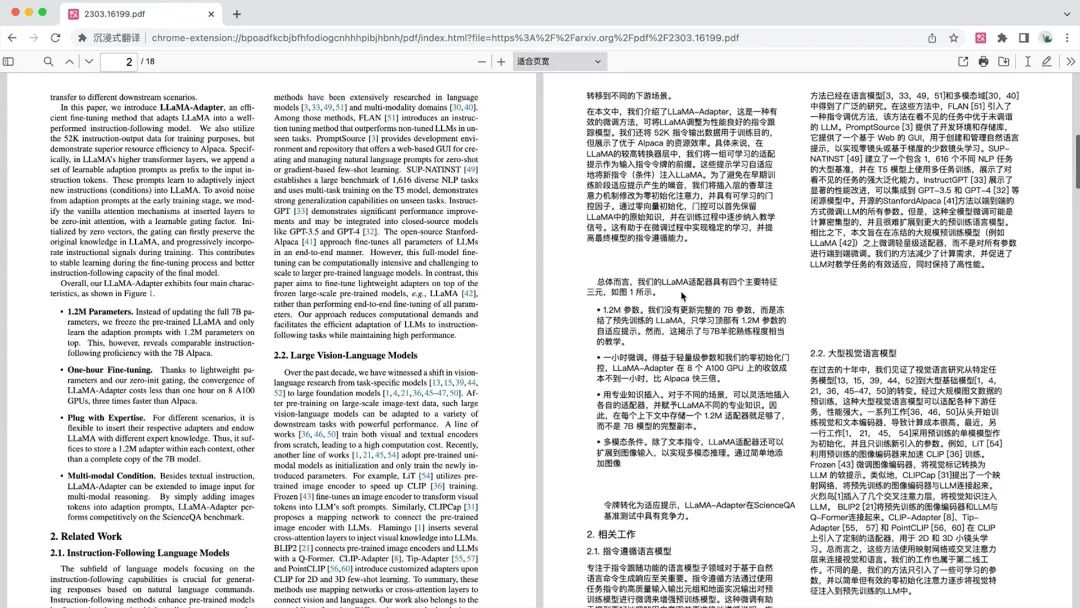 2303.16199.pdf
沉浸式翻译
chrome-extension://bpoadfkcbjbfhfodiogcnhhhpibjhbnh/pdf/index.html?file=https%3A%2F%2Farxiv.org%2Fpdf%2F2303.16199.pdf
2 / 18
适合页宽
transfer to different downstream scenarios.
In this paper, we introduce LLaMA-Adapter, an effi-
cient fine-tuning method that adapts LLaMA into a well-
performed instruction-following model. We also utilize
the 52K instruction-output data for training purposes, but
demonstrate superior resource efficiency to Alpaca. Specif-
ically, in LLaMA's higher transformer layers, we append a
set of learnable adaption prompts as prefix to the input in-
struction tokens. These prompts learn to adaptively inject
new instructions (conditions) into LLaMA. To avoid noise
from adaption prompts at the early training stage, we mod-
ify the vanilla attention mechanisms at inserted layers to
be zero-init attention, with a learnable gating factor. Ini-
tialized by zero vectors, the gating can firstly preserve the
original knowledge in LLaMA, and progressively incorpo-
rate instructional signals during training. This contributes
to stable learning during the fine-tuning process and better
instruction-following capacity of the final model.
Overall, our LLaMA-Adapter exhibits four main charac-
teristics, as shown in Figure 1.
• 1.2M Parameters. Instead of updating the full 7B pa-
rameters, we freeze the pre-trained LLaMA and only
learn the adaption prompts with 1.2M parameters on
top. This, however, reveals comparable instruction-
following proficiency with the 7B Alpaca.
• One-hour Fine-tuning. Thanks to lightweight pa-
rameters and our zero-init gating, the convergence of
LLaMA-Adapter costs less than one hour on 8 A100
GPUs, three times faster than Alpaca.
• Plug with Expertise. For different scenarios, it is
flexible to insert their respective adapters and endow
LLaMA with different expert knowledge. Thus, it suf-
fices to store a 1.2M adapter within each context, other
than a complete copy of the 7B model.
• Multi-modal Condition. Besides textual instruction,
LLaMA-Adapter can be extended to image input for
multi-modal reasoning. By simply adding images
tokens into adaption prompts, LLaMA-Adapter per-
forms competitively on the ScienceQA benchmark.
2. Related Work
2.1. Instruction-Following Language Models
The subfield of language models focusing on the
instruction-following capabilities is crucial for generat-
ing responses based on natural language commands.
Instruction-following methods enhance pre-trained models
methods have been extensively researched in language
models [3,33,49,51] and multi-modality domains [30,40].
Among those methods, FLAN [51] introduces an instruc-
tion tuning method that outperforms non-tuned LLMs in un-
seen tasks. PromptSource [3] provides development envi-
ronment and repository that offers a web-based GUI for cre-
ating and managing natural language prompts for zero-shot
or gradient-based few-shot learning. SUP-NATINST [49]
establishes a large benchmark of 1,616 diverse NLP tasks
and uses multi-task training on the T5 model, demonstrates
strong generalization capabilities on unseen tasks. Instruct-
GPT [33] demonstrates significant performance improve-
ments and may be integrated into closed-source models
like GPT-3.5 and GPT-4 [32]. The open-source Stanford-
Alpaca [41] approach fine-tunes all parameters of LLMs
in an end-to-end manner. However, this full-model fine-
tuning can be computationally intensive and challenging to
scale to larger pre-trained language models. In contrast, this
paper aims to fine-tune lightweight adapters on top of the
frozen large-scale pre-trained models, e.g., LLaMA [42],
rather than performing end-to-end fine-tuning of all param-
eters. Our approach reduces computational demands and
facilitates the efficient adaptation of LLMs to instruction-
following tasks while maintaining high performance.
2.2. Large Vision-Language Models
Over the past decade, we have witnessed a shift in vision-
language research from task-specific models [13,15,39,44,
52] to large foundation models [1,4,21,36,45–47,50]. Af-
ter pre-training on large-scale image-text data, such large
vision-language models can be adapted to a variety of
downstream tasks with powerful performance. A line of
works [36,46,50] train both visual and textual encoders
from scratch, leading to a high computation cost. Recently,
another line of works [1,21,45,54] adopt pre-trained uni-
modal models as initialization and only train the newly in-
troduced parameters. For example, LiT [54] utilizes pre-
trained image encoder to speed up CLIP [36] training.
Frozen [43] fine-tunes an image encoder to transform visual
tokens into LLM's soft prompts. Similarly, CLIPCap [31]
proposes a mapping network to connect the pre-trained
image encoder with LLMs. Flamingo [1] inserts several
cross-attention layers to inject visual knowledge into LLMs.
BLIP2 [21] connects pre-trained image encoders and LLMs
with a Q-Former. CLIP-Adapter [8], Tip-Adapter [55,57]
and PointCLIP [56,60] introduce customized adapters upon
CLIP for 2D and 3D few-shot learning. To summary, these
methods use mapping networks or cross-attention layers to
connect vision and languages. Our work also belongs to the
转移到不同的下游场景。
在本文中，我们介绍了LLaMA-Adapter，这是一种有
效的微调方法，可将LLaMA调整为性能良好的指令跟
踪模型。我们还将 52K 指令输出数据用于训练目的，
但展示了优于 Alpaca 的资源效率。具体来说，在
LLaMA的较高转换器层中，我们将一组可学习的适配
提示作为输入指令令牌的前缀。这些提示学习自适应
地将新指令（条件）注入LLaMA。为了避免在早期训
练阶段适应提示产生的噪音，我们将插入层的香草注
意力机制修改为零初始化注意力，并具有可学习的门
控因子。通过零向量初始化，门控可以首先保留
LLaMA中的原始知识，并在训练过程中逐步纳入教学
信号。这有助于在微调过程中实现稳定的学习，并提
高最终模型的指令遵循能力。
总体而言，我们的LLaMA适配器具有四个主要特征
三元，如图 1 所示。
• 1.2M 参数。我们没有更新完整的 7B 参数，而是冻
结了预先训练的 LLaMA，只学习顶部有 1.2M 参数的
自适应提示。然而，这揭示了与7B羊驼熟练程度相当
的教学。
• 一小时微调。得益于轻量级参数和我们的零初始化门
控，LLaMA-Adapter 在 8 个 A100 GPU 上的收敛成
本不到一小时，比 Alpaca 快三倍。
• 用专业知识插入。对于不同的场景，可以灵活地插入
各自的适配器，并赋予LLaMA不同的专业知识。因
此，在每个上下文中存储一个 1.2M 适配器就足够了，
而不是 7B 模型的完整副本。
• 多模态条件。除了文本指令，LLaMA适配器还可以
扩展到图像输入，以实现多模态推理。通过简单地添
加图像
令牌转化为适应提示，LLaMA-Adapter在ScienceQA
基准测试中具有竞争力。
2. 相关工作
2.1. 指令遵循语言模型
专注于指令跟随功能的语言模型子领域对于基于自然
语言命令生成响应至关重要。指令遵循方法通过使用
任务指令的高质量输入输出元组和地面实况输出对预
训练模型进行微调来增强预训练模型。这种微调有助
方法已经在语言模型[3，33，49，51]和多模态域[30，40]
中得到了广泛的研究。在这些方法中，FLAN [51] 引入了
一种指令调优方法，该方法在看不见的任务中优于未调谐
的 LLM。PromptSource [3] 提供了开发环境和存储库，
它提供了一个基于 Web 的 GUI，用于创建和管理自然语言
提示，以实现零镜头或基于梯度的少数镜头学习。SUP-
NATINST [49] 建立了一个包含 1，616 个不同 NLP 任务
的大型基准，并在 T5 模型上使用多任务训练，展示了对
看不见的任务的强大泛化能力。InstructGPT [33] 展示了
显著的性能改进，可以集成到 GPT-3.5 和 GPT-4 [32] 等
闭源模型中。开源的StanfordAlpaca [41]方法以端到端的
方式微调LLM的所有参数。但是，这种全模型微调可能是
计算密集型的，并且很难扩展到更大的预训练语言模型。
相比之下，本文旨在在冻结的大规模预训练模型（例如
LLaMA [42]）之上微调轻量级适配器，而不是对所有参数
进行端到端微调。我们的方法减少了计算需求，并促进了
LLM对教学任务的有效适应，同时保持了高性能。
2.2. 大型视觉语言模型
在过去的十年中，我们见证了视觉语言研究从特定任
务模型[13，15，39，44，52]到大型基础模型[1，4，
21，36，45–47，50]的转变。经过大规模图文数据的
预训练，这种大型视觉语言模型可以适配各种下游任
务，性能强大。一系列工作[36，46，50]从头开始训
练视觉和文本编码器，导致计算成本很高。最近，另
一行工作[1，21，45，54]采用预训练的单模模型作
为初始化，并且只训练新引入的参数。例如，LiT [54]
利用预训练的图像编码器来加速 CLIP [36] 训练。
Frozen [43] 微调图像编码器，将视觉标记转换为
LLM 的软提示。类似地，CLIPCap [31]提出了一个映
射网络，将预先训练的图像编码器与LLM连接起来。
火烈鸟[1]插入了几个交叉注意力层，将视觉知识注入
LLM。 BLIP2 [21]将预先训练的图像编码器和LLM与
Q-Former连接起来。CLIP-Adapter [8]、Tip-
Adapter [55，57] 和 PointCLIP [56，60] 在 CLIP
上引入了定制的适配器，用于 2D 和 3D 小镜头学
习。总而言之，这些方法使用映射网络或交叉注意力
层来连接视觉和语言。我们的工作也属于第二线工
作。不同的是，我们的方法只引入了一些可学习的参
数，并以简单但有效的零初始化注意力逐步将视觉特
征注入到预先训练的LLM中。